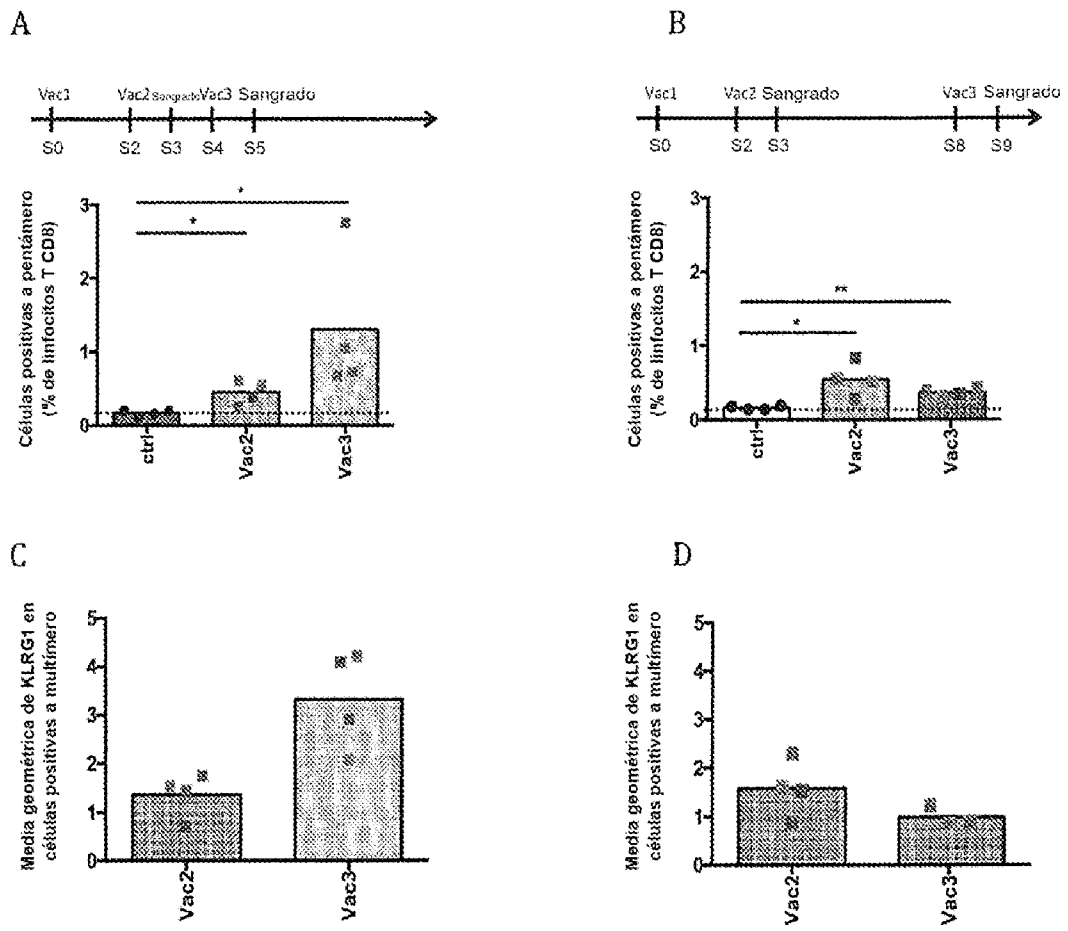 A
B
Vac1 Vac2 Sangrado Vac3 Sangrado
S0 S2 S3 S4 S5
Vac1 Vac2 Sangrado Vac3 Sangrado
S0 S2 S3 S8 S9
Células positivas a pentámero
(% de linfocitos T CD8)
3
2
1
0
*
*
ctrl
Vac2
Vac3
Células positivas a pentámero
(% de linfocitos T CD8)
3
2
1
0
**
*
ctrl
Vac2
Vac3
C
D
Media geométrica de KLRG1 en
células positivas a multímero
5
4
3
2
1
0
Vac2
Vac3
Media geométrica de KLRG1 en
células positivas a multímero
5
4
3
2
1
0
Vac2
Vac3